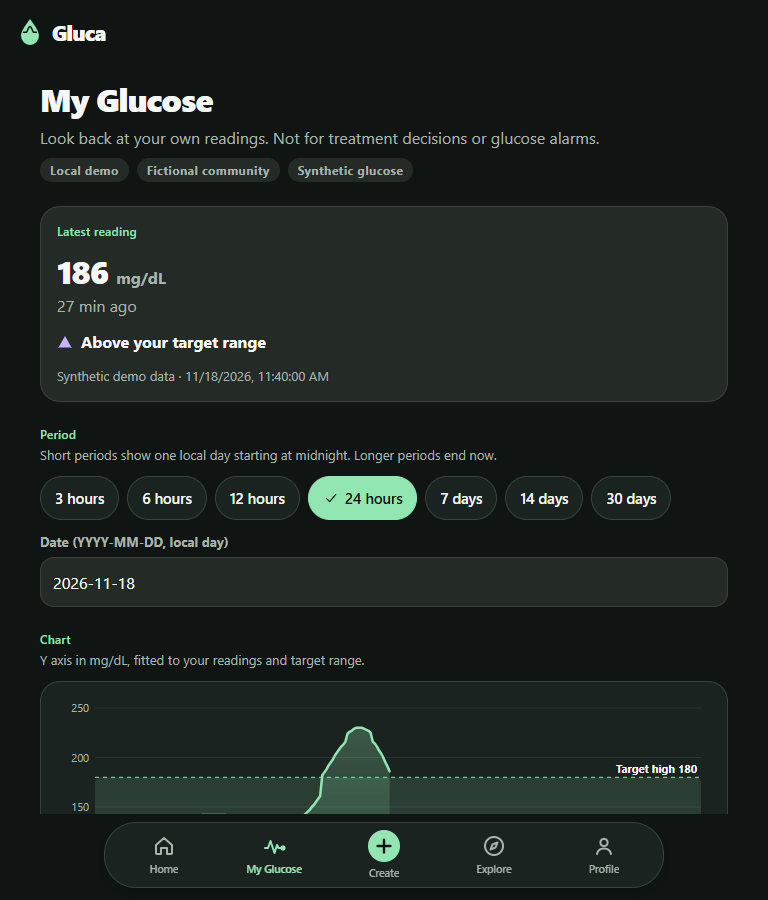 Gluca
My Glucose
Look back at your own readings. Not for treatment decisions or glucose alarms.
Local demo
Fictional community
Synthetic glucose
Latest reading
186 mg/dL
27 min ago
Above your target range
Synthetic demo data · 11/18/2026, 11:40:00 AM
Period
Short periods show one local day starting at midnight. Longer periods end now.
3 hours
6 hours
12 hours
24 hours
7 days
14 days
30 days
Date (YYYY-MM-DD, local day)
2026-11-18
Chart
Y axis in mg/dL, fitted to your readings and target range.
250
200
Target high 180
150
Home
My Glucose
Create
Explore
Profile